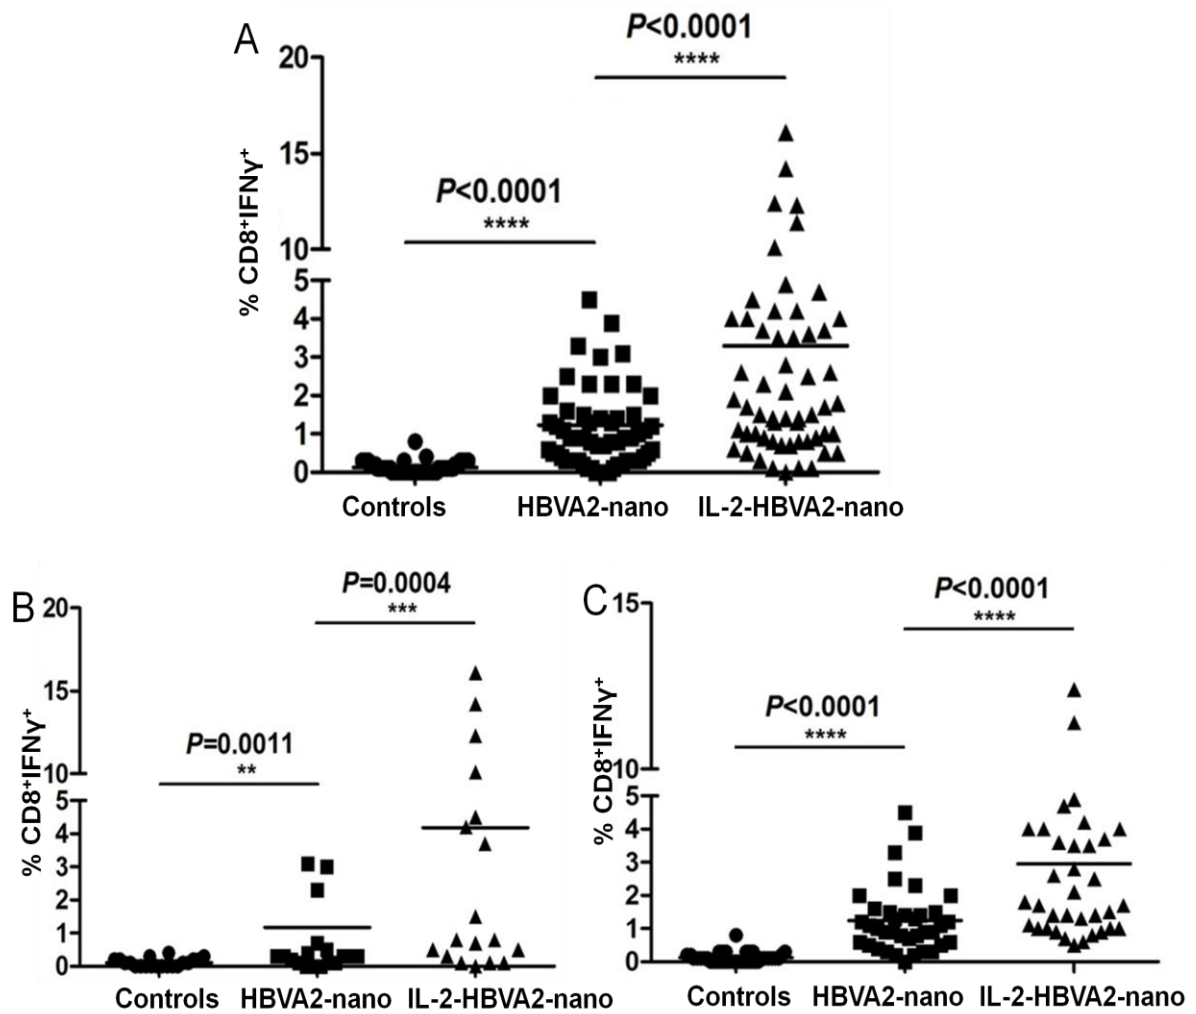 A
P<0.0001
****
20
15
10
5
4
3
2
1
0
% CD8⁺IFNγ⁺
P<0.0001
****
Controls
HBVA2-nano
IL-2-HBVA2-nano
B
P=0.0004
***
20
15
10
5
4
3
2
1
0
% CD8⁺IFNγ⁺
P=0.0011
**
Controls
HBVA2-nano
IL-2-HBVA2-nano
C
P<0.0001
****
15
10
5
4
3
2
1
0
% CD8⁺IFNγ⁺
P<0.0001
****
Controls
HBVA2-nano
IL-2-HBVA2-nano